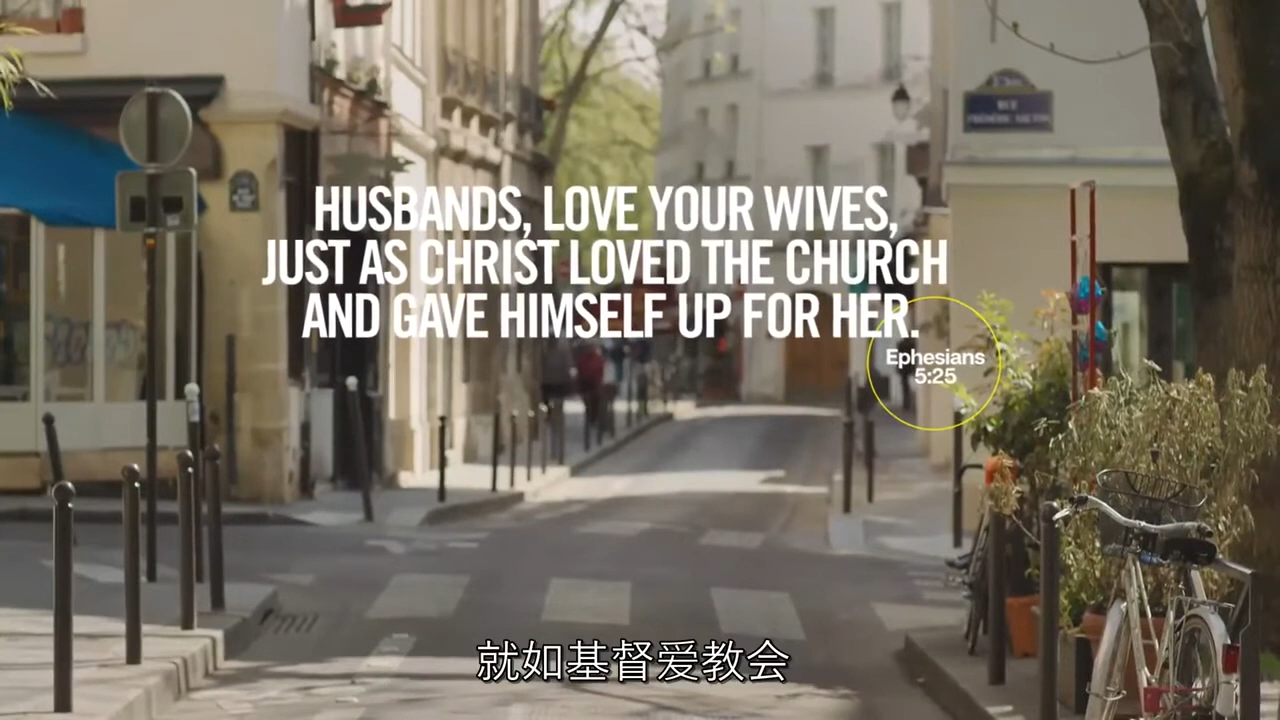 HUSBANDS, LOVE YOUR WIVES,
JUST AS CHRIST LOVED THE CHURCH
AND GAVE HIMSELF UP FOR HER.
Ephesians
5:25
就如基督爱教会